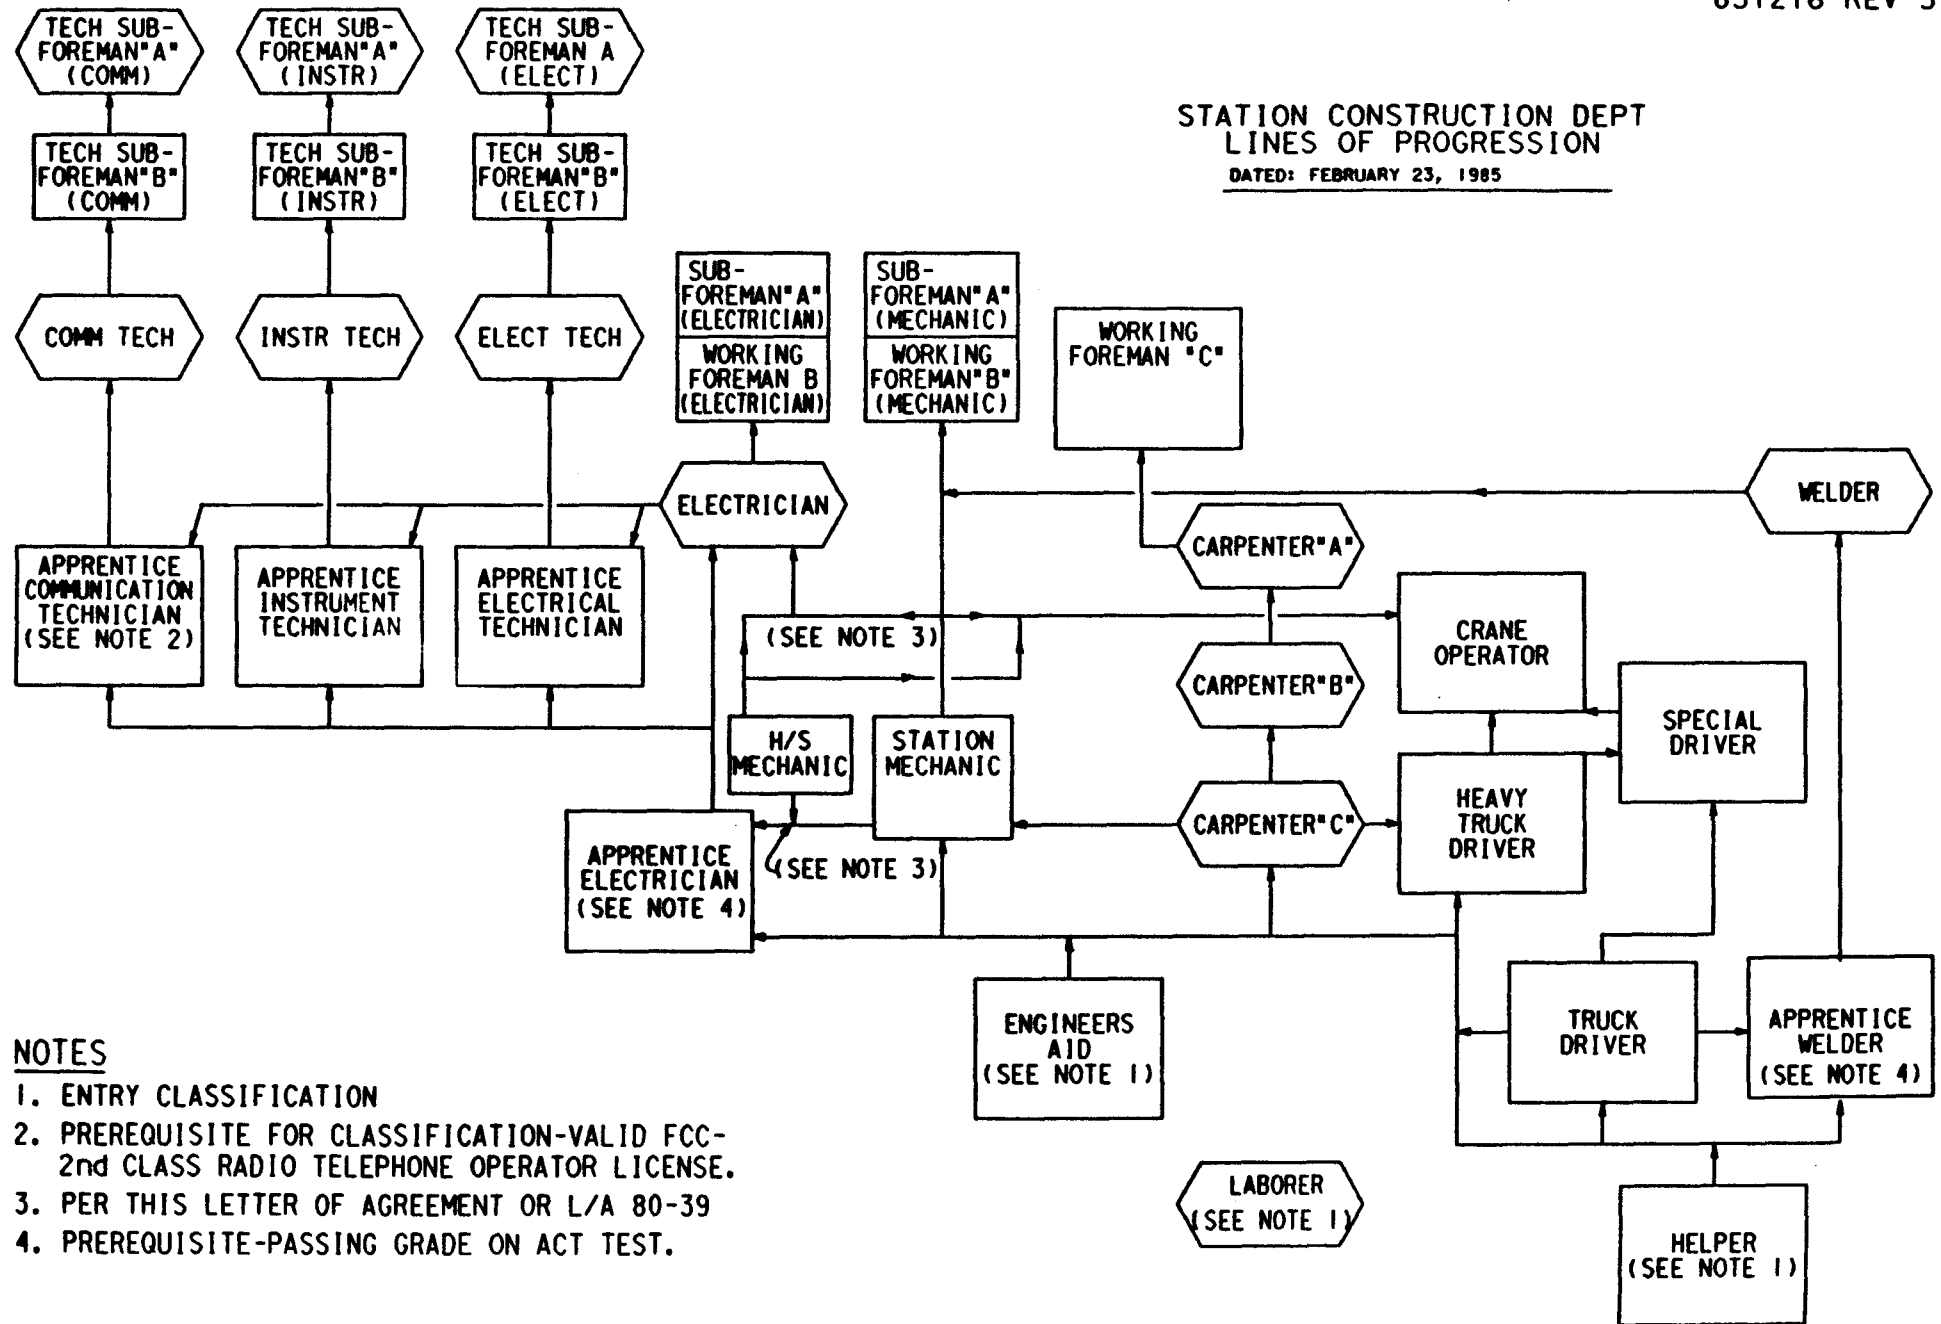 TECH SUB-
FOREMAN"A"
(COMM)
TECH SUB-
FOREMAN"A"
(INSTR)
TECH SUB-
FOREMAN A
(ELECT)
STATION CONSTRUCTION DEPT
LINES OF PROGRESSION
DATED: FEBRUARY 23, 1985
TECH SUB-
FOREMAN"B"
(COMM)
TECH SUB-
FOREMAN"B"
(INSTR)
TECH SUB-
FOREMAN"B"
(ELECT)
COMM TECH
INSTR TECH
ELECT TECH
SUB-
FOREMAN"A"
(ELECTRICIAN)
WORKING
FOREMAN B
(ELECTRICIAN)
SUB-
FOREMAN"A"
(MECHANIC)
WORKING
FOREMAN"B"
(MECHANIC)
WORKING
FOREMAN "C"
ELECTRICIAN
WELDER
CARPENTER"A"
APPRENTICE
COMMUNICATION
TECHNICIAN
(SEE NOTE 2)
APPRENTICE
INSTRUMENT
TECHNICIAN
APPRENTICE
ELECTRICAL
TECHNICIAN
(SEE NOTE 3)
CRANE
OPERATOR
CARPENTER"B"
SPECIAL
DRIVER
H/S
MECHANIC
STATION
MECHANIC
CARPENTER"C"
HEAVY
TRUCK
DRIVER
APPRENTICE
ELECTRICIAN
(SEE NOTE 4)
(SEE NOTE 3)
ENGINEERS
AID
(SEE NOTE 1)
TRUCK
DRIVER
APPRENTICE
WELDER
(SEE NOTE 4)
LABORER
(SEE NOTE 1)
HELPER
(SEE NOTE 1)
NOTES
1. ENTRY CLASSIFICATION
2. PREREQUISITE FOR CLASSIFICATION-VALID FCC-
2nd CLASS RADIO TELEPHONE OPERATOR LICENSE.
3. PER THIS LETTER OF AGREEMENT OR L/A 80-39
4. PREREQUISITE-PASSING GRADE ON ACT TEST.